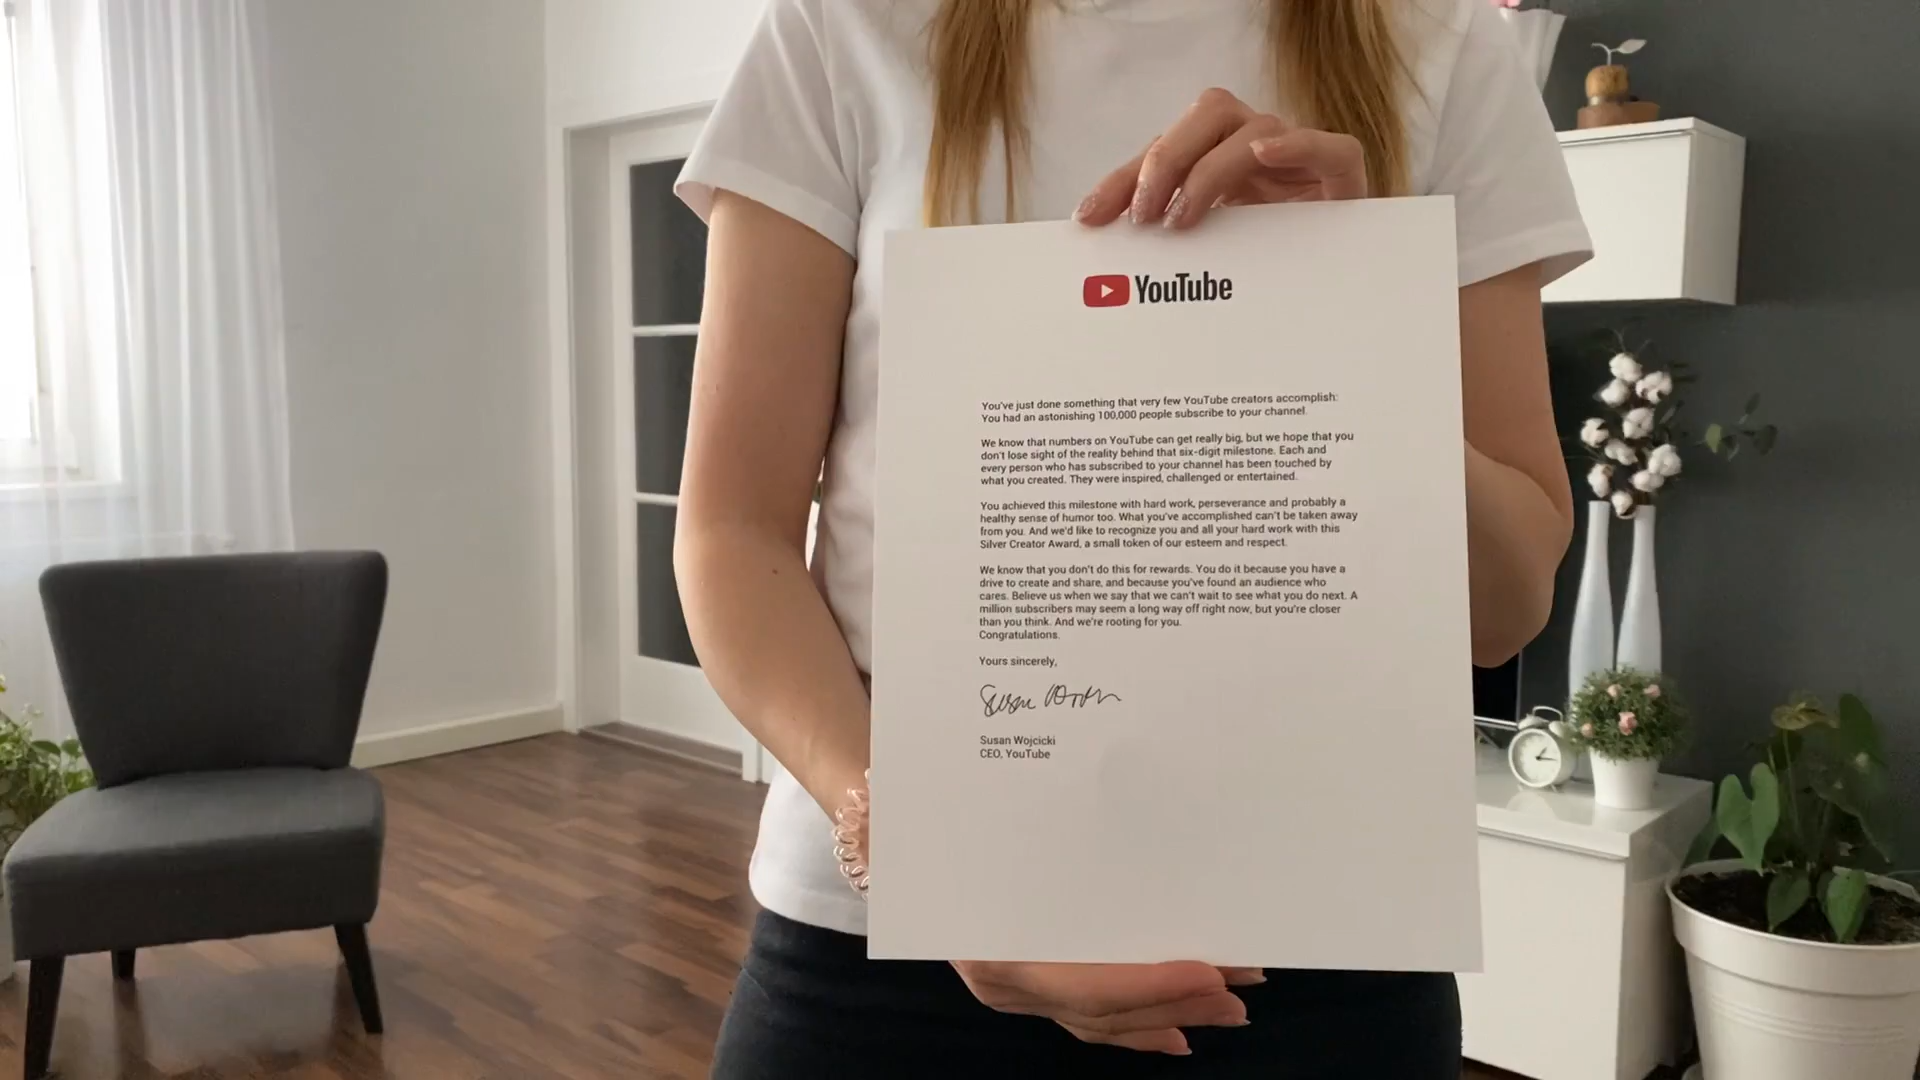 YouTube
You've just done something that very few YouTube creators accomplish:
You had an astonishing 100,000 people subscribe to your channel.
We know that numbers on YouTube can get really big, but we hope that you
don't lose sight of the reality behind that six-digit milestone. Each and
every person who has subscribed to your channel has been touched by
what you created. They were inspired, challenged or entertained.
You achieved this milestone with hard work, perseverance and probably a
healthy sense of humor too. What you've accomplished can't be taken away
from you. And we'd like to recognize you and all your hard work with this
Silver Creator Award, a small token of our esteem and respect.
We know that you don't do this for rewards. You do it because you have a
drive to create and share, and because you've found an audience who
cares. Believe us when we say that we can't wait to see what you do next. A
million subscribers may seem a long way off right now, but you're closer
than you think. And we're rooting for you.
Congratulations.
Yours sincerely,
Susan Wojcicki
CEO, YouTube